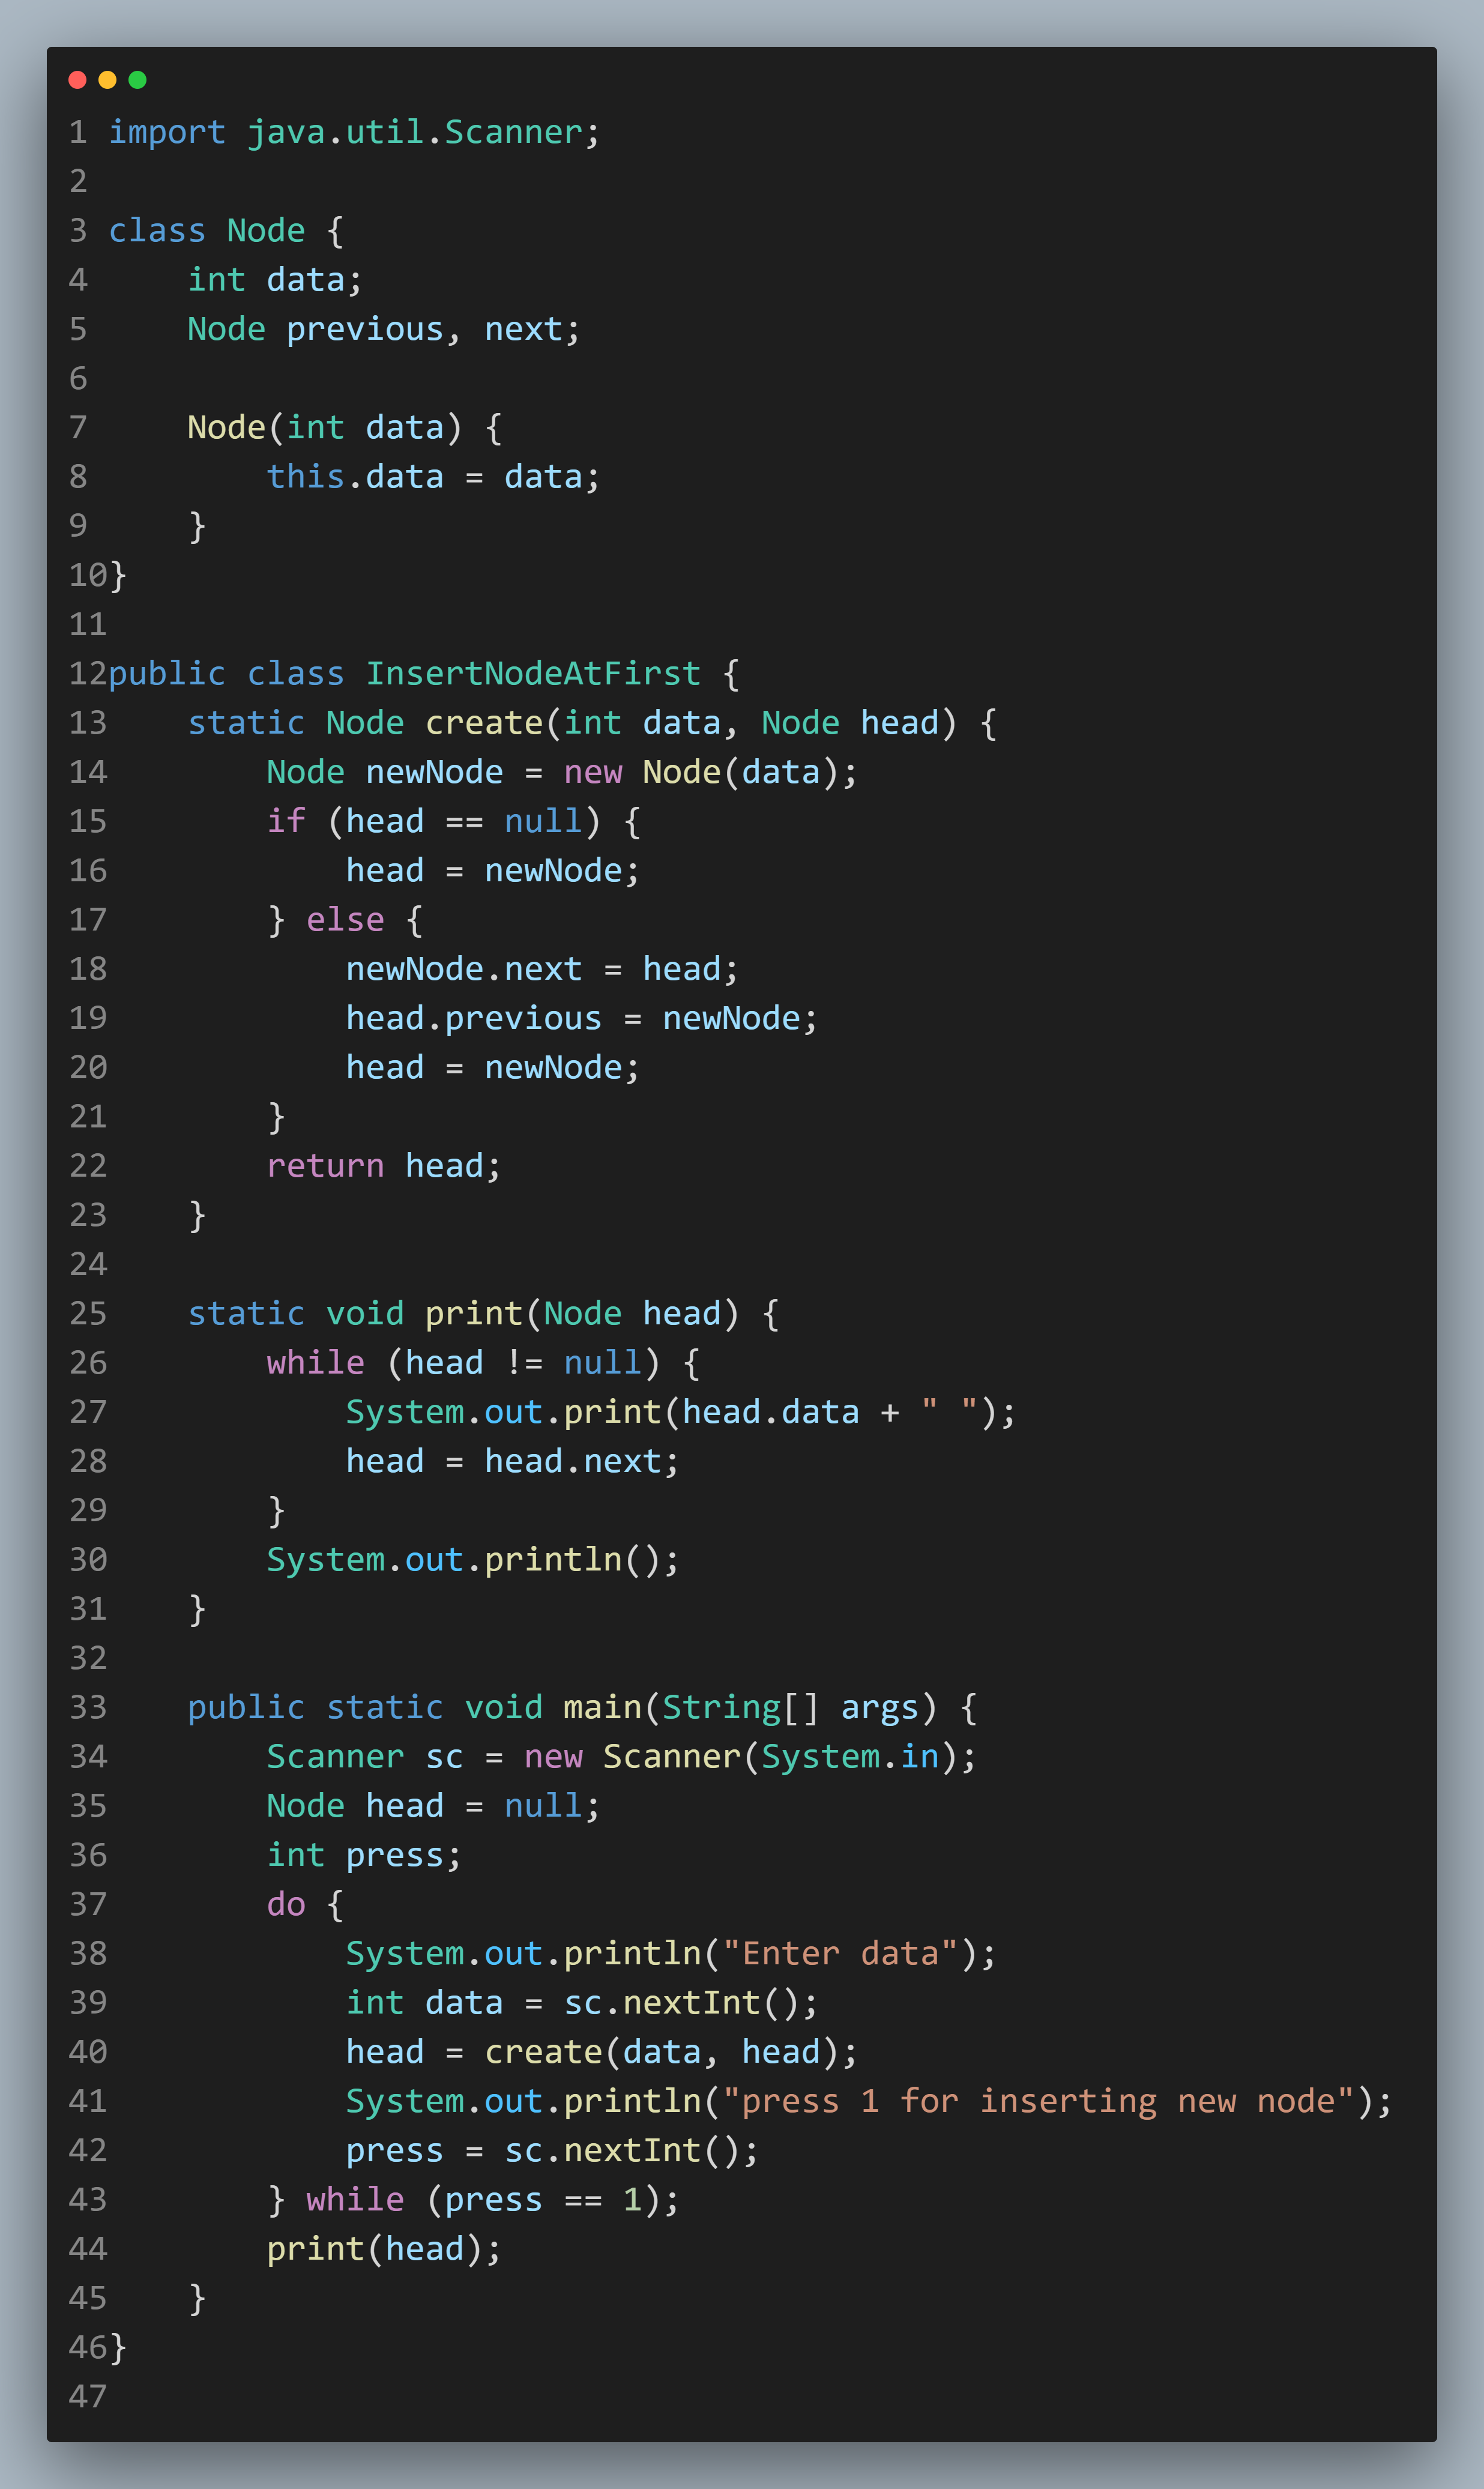 1 import java.util.Scanner;
2
3 class Node {
4     int data;
5     Node previous, next;
6
7     Node(int data) {
8         this.data = data;
9     }
10}
11
12public class InsertNodeAtFirst {
13    static Node create(int data, Node head) {
14        Node newNode = new Node(data);
15        if (head == null) {
16            head = newNode;
17        } else {
18            newNode.next = head;
19            head.previous = newNode;
20            head = newNode;
21        }
22        return head;
23    }
24
25    static void print(Node head) {
26        while (head != null) {
27            System.out.print(head.data + " ");
28            head = head.next;
29        }
30        System.out.println();
31    }
32
33    public static void main(String[] args) {
34        Scanner sc = new Scanner(System.in);
35        Node head = null;
36        int press;
37        do {
38            System.out.println("Enter data");
39            int data = sc.nextInt();
40            head = create(data, head);
41            System.out.println("press 1 for inserting new node");
42            press = sc.nextInt();
43        } while (press == 1);
44        print(head);
45    }
46}
47